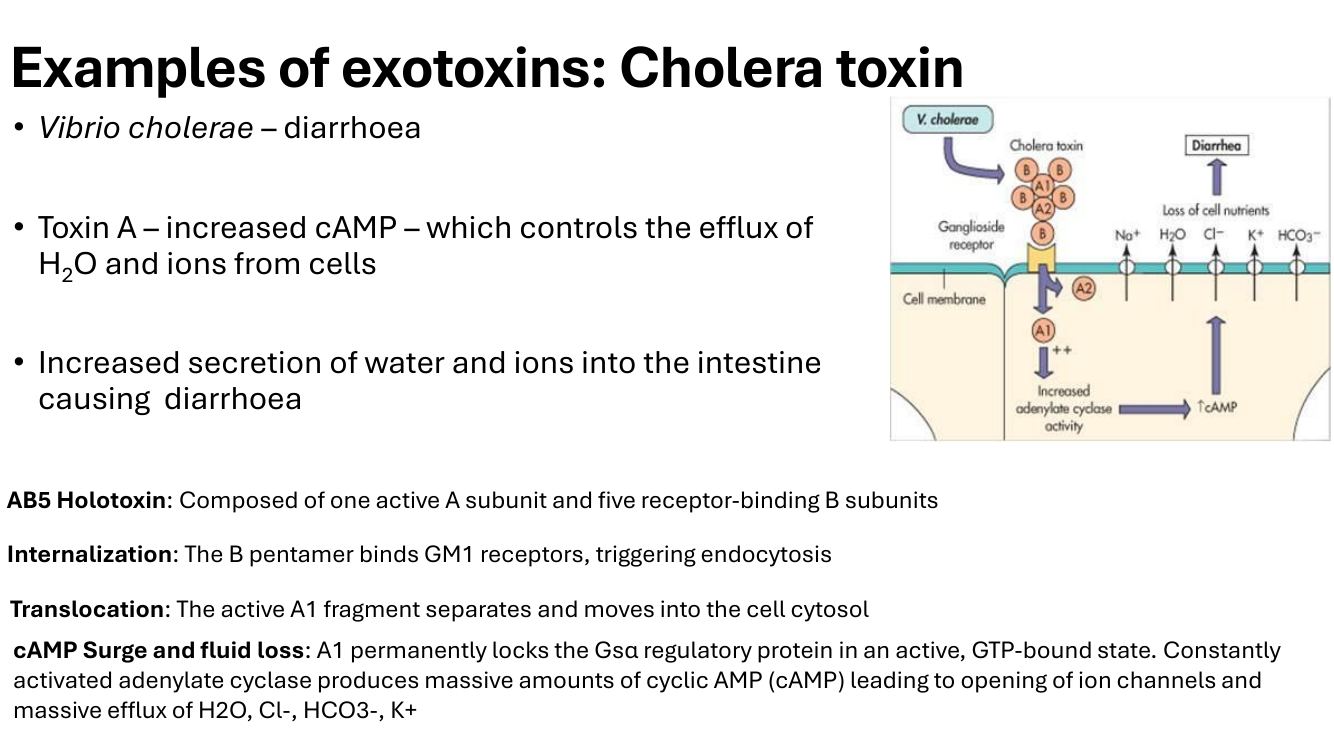 Examples of exotoxins: Cholera toxin
• Vibrio cholerae – diarrhoea
• Toxin A – increased cAMP – which controls the efflux of
H₂O and ions from cells
• Increased secretion of water and ions into the intestine
causing  diarrhoea
V. cholerae
Cholera toxin
B
B
A1
B
B
A2
B
Ganglioside
receptor
Diarrhea
Loss of cell nutrients
Na⁺
H₂O
Cl⁻
K⁺
HCO₃⁻
Cell membrane
A2
A1
++
Increased
adenylate cyclase
activity
↑cAMP
AB5 Holotoxin: Composed of one active A subunit and five receptor-binding B subunits
Internalization: The B pentamer binds GM1 receptors, triggering endocytosis
Translocation: The active A1 fragment separates and moves into the cell cytosol
cAMP Surge and fluid loss: A1 permanently locks the Gsα regulatory protein in an active, GTP-bound state. Constantly
activated adenylate cyclase produces massive amounts of cyclic AMP (cAMP) leading to opening of ion channels and
massive efflux of H2O, Cl-, HCO3-, K+